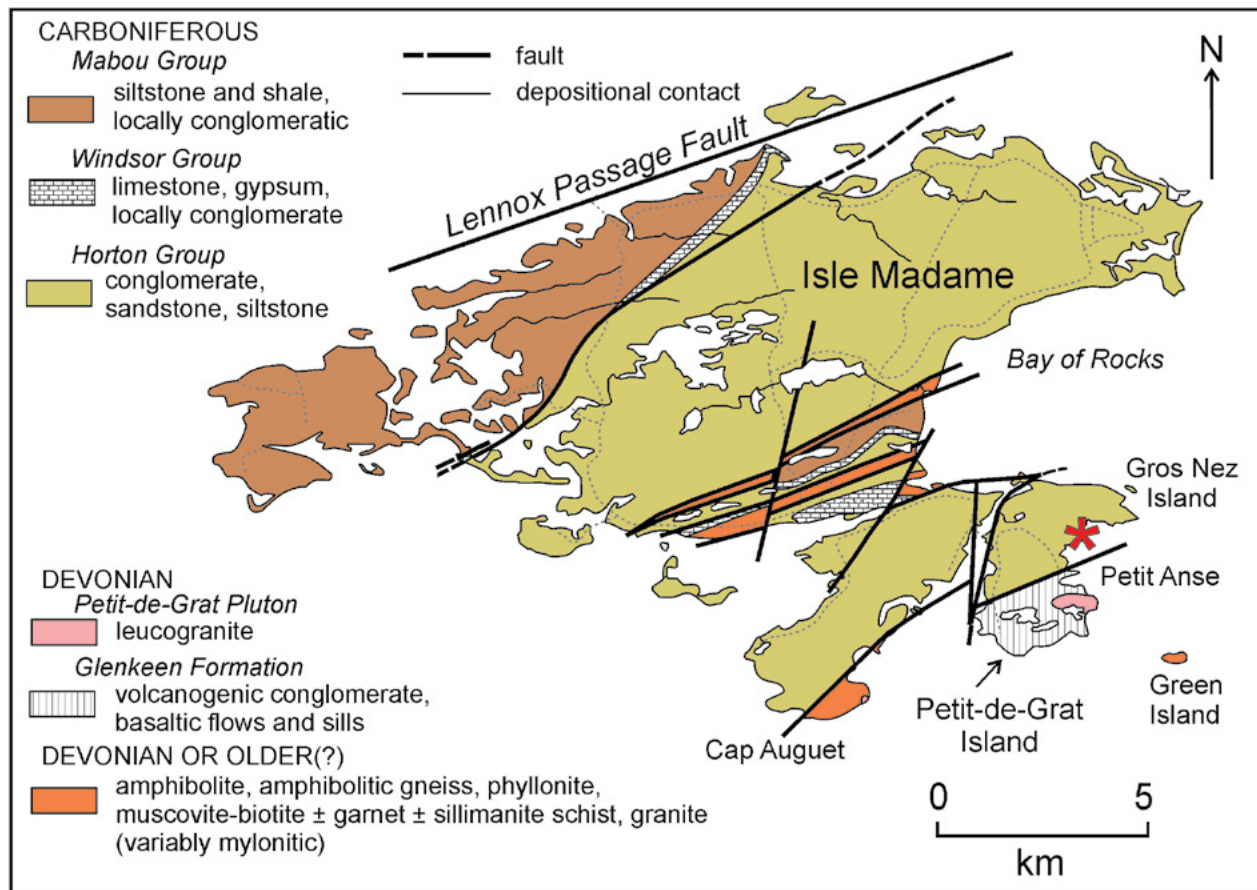 CARBONIFEROUS
Mabou Group
siltstone and shale,
locally conglomeratic
Windsor Group
limestone, gypsum,
locally conglomerate
Horton Group
conglomerate,
sandstone, siltstone
fault
depositional contact
N
Lennox Passage Fault
Isle Madame
Bay of Rocks
Gros Nez
Island
*
Petit Anse
Green
Island
Petit-de-Grat
Island
Cap Auguet
DEVONIAN
Petit-de-Grat Pluton
leucogranite
Glenkeen Formation
volcanogenic conglomerate,
basaltic flows and sills
DEVONIAN OR OLDER(?)
amphibolite, amphibolitic gneiss, phyllonite,
muscovite-biotite ± garnet ± sillimanite schist, granite
(variably mylonitic)
0 5
km